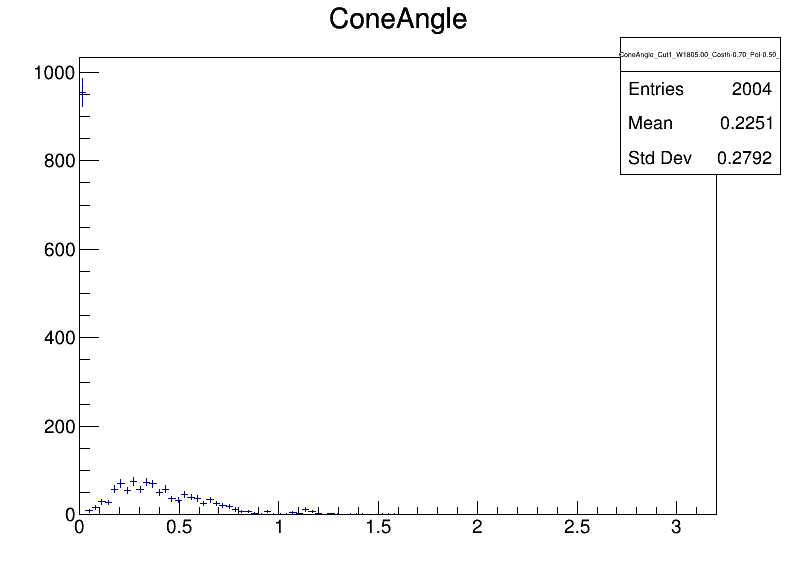 ConeAngle
ConeAngle_Cut1_W1805.00_Costh-0.70_Pol-0.50_
Entries 2004
Mean 0.2251
Std Dev 0.2792
1000
800
600
400
200
0
0 0.5 1 1.5 2 2.5 3